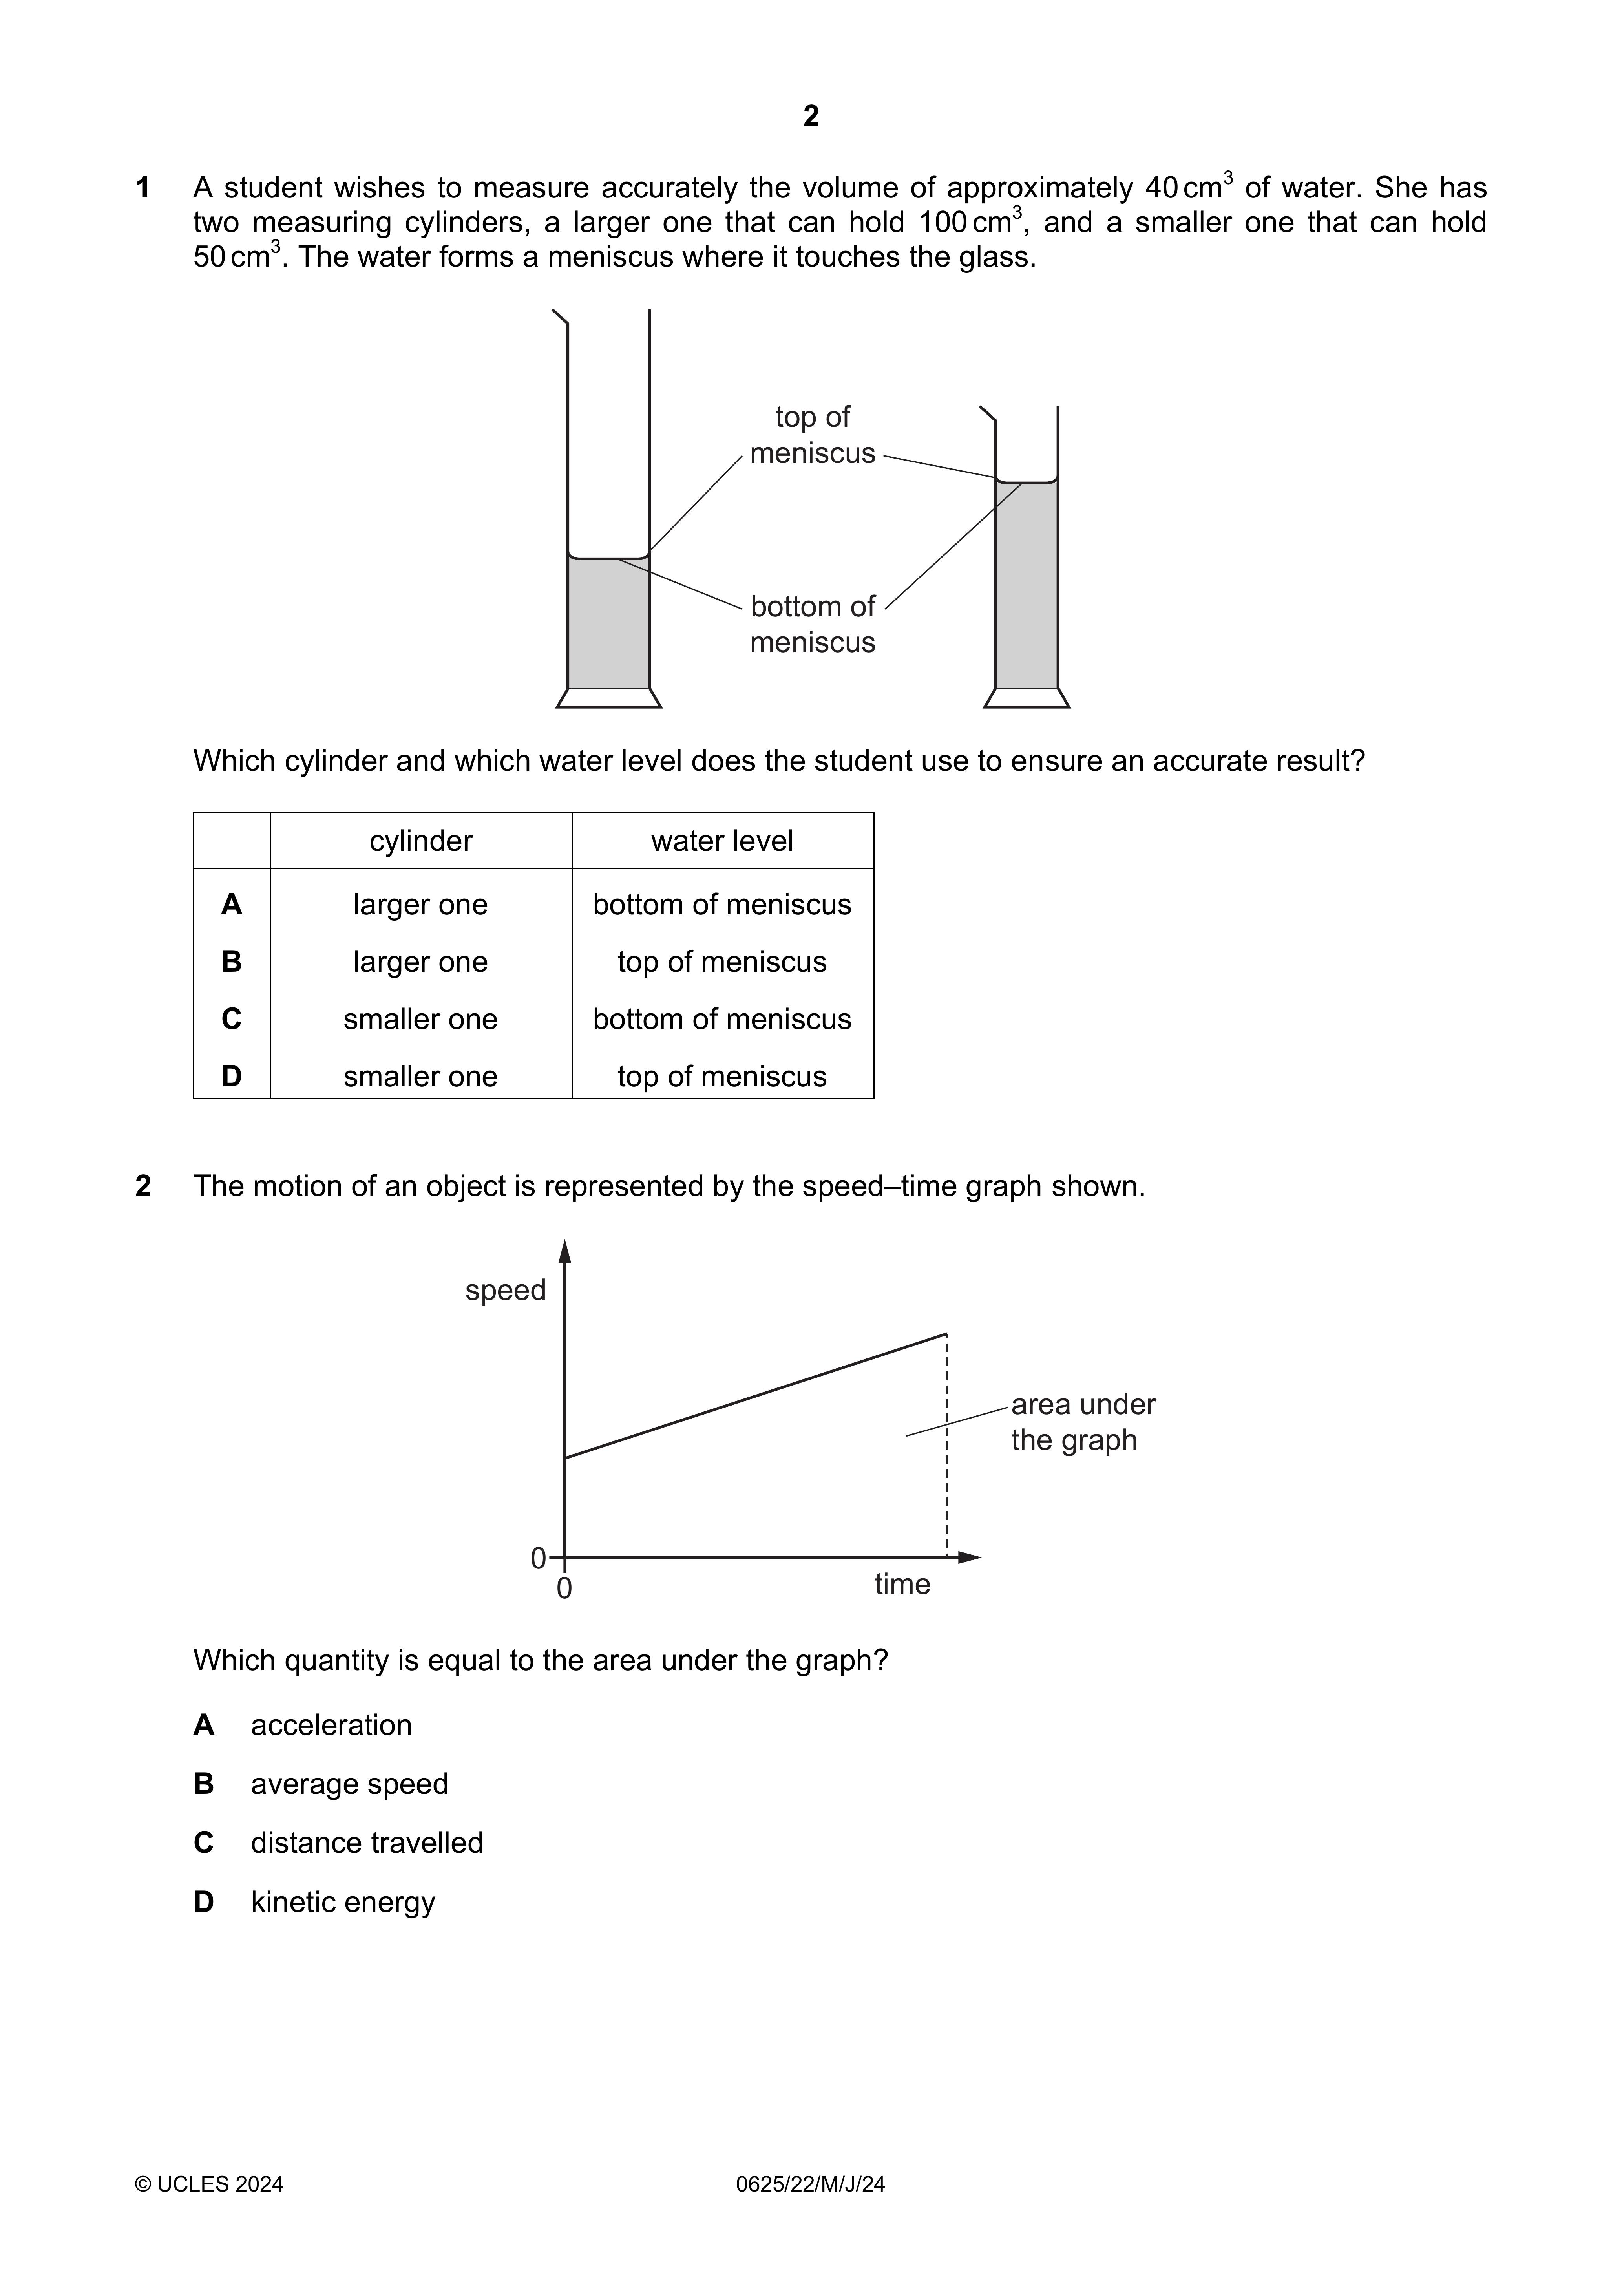 2
1 A student wishes to measure accurately the volume of approximately 40 cm³ of water. She has
two measuring cylinders, a larger one that can hold 100 cm³, and a smaller one that can hold
50 cm³. The water forms a meniscus where it touches the glass.
top of
meniscus
bottom of
meniscus
Which cylinder and which water level does the student use to ensure an accurate result?
cylinder water level
A larger one bottom of meniscus
B larger one top of meniscus
C smaller one bottom of meniscus
D smaller one top of meniscus
2 The motion of an object is represented by the speed–time graph shown.
speed
area under
the graph
0
0
time
Which quantity is equal to the area under the graph?
A acceleration
B average speed
C distance travelled
D kinetic energy
© UCLES 2024 0625/22/M/J/24